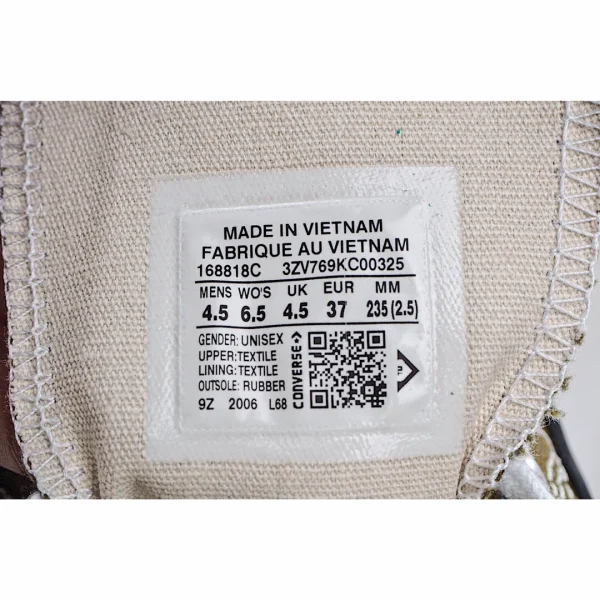 MADE IN VIETNAM
FABRIQUE AU VIETNAM
168818C 3ZV769KC00325
MENS WO'S UK EUR MM
4.5 6.5 4.5 37 235 (2.5)
GENDER: UNISEX
UPPER: TEXTILE
LINING: TEXTILE
OUTSOLE: RUBBER
9Z 2006 L68
CONVERSE